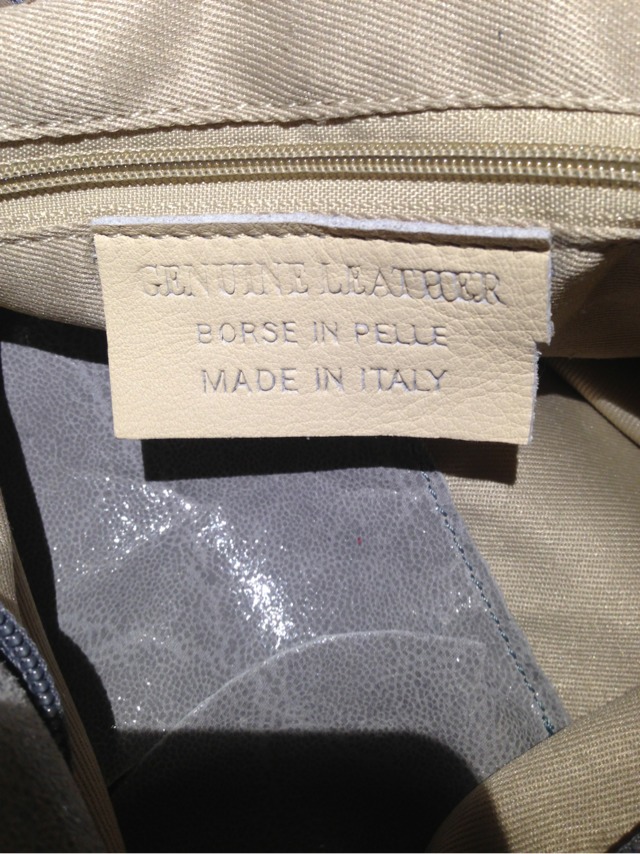 GENUINE LEATHER
BORSE IN PELLE
MADE IN ITALY